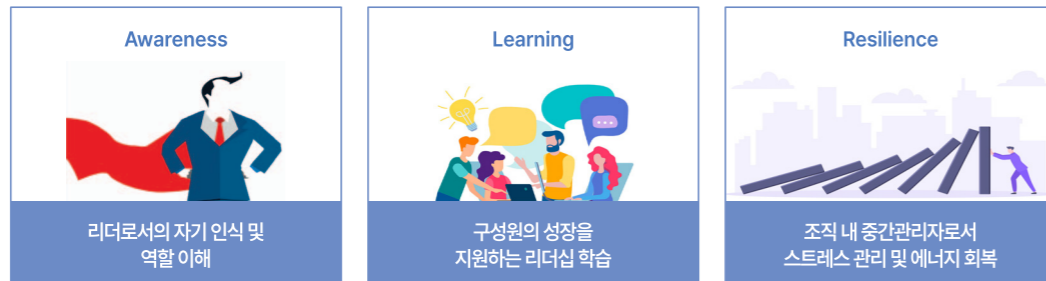 Awareness
리더로서의 자기 인식 및
역할 이해
Learning
구성원의 성장을
지원하는 리더십 학습
Resilience
조직 내 중간관리자로서
스트레스 관리 및 에너지 회복